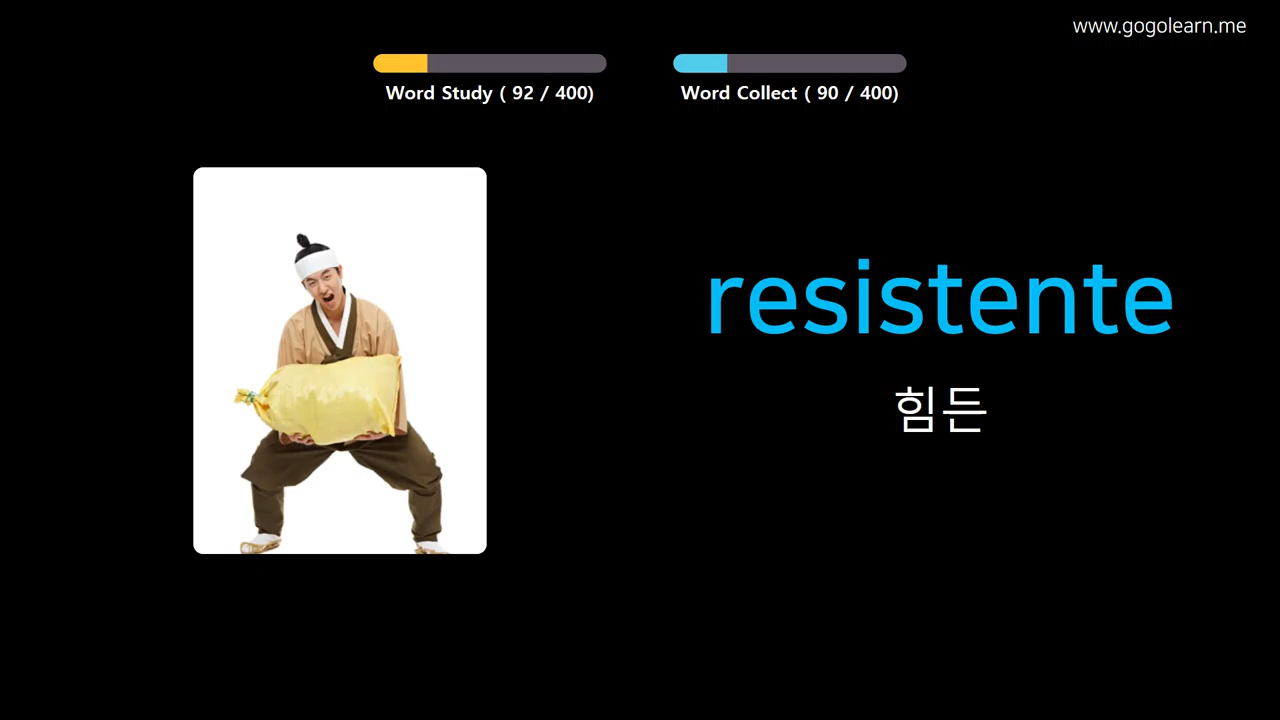 www.gogolearn.me
Word Study ( 92 / 400)
Word Collect ( 90 / 400)
resistente
힘든